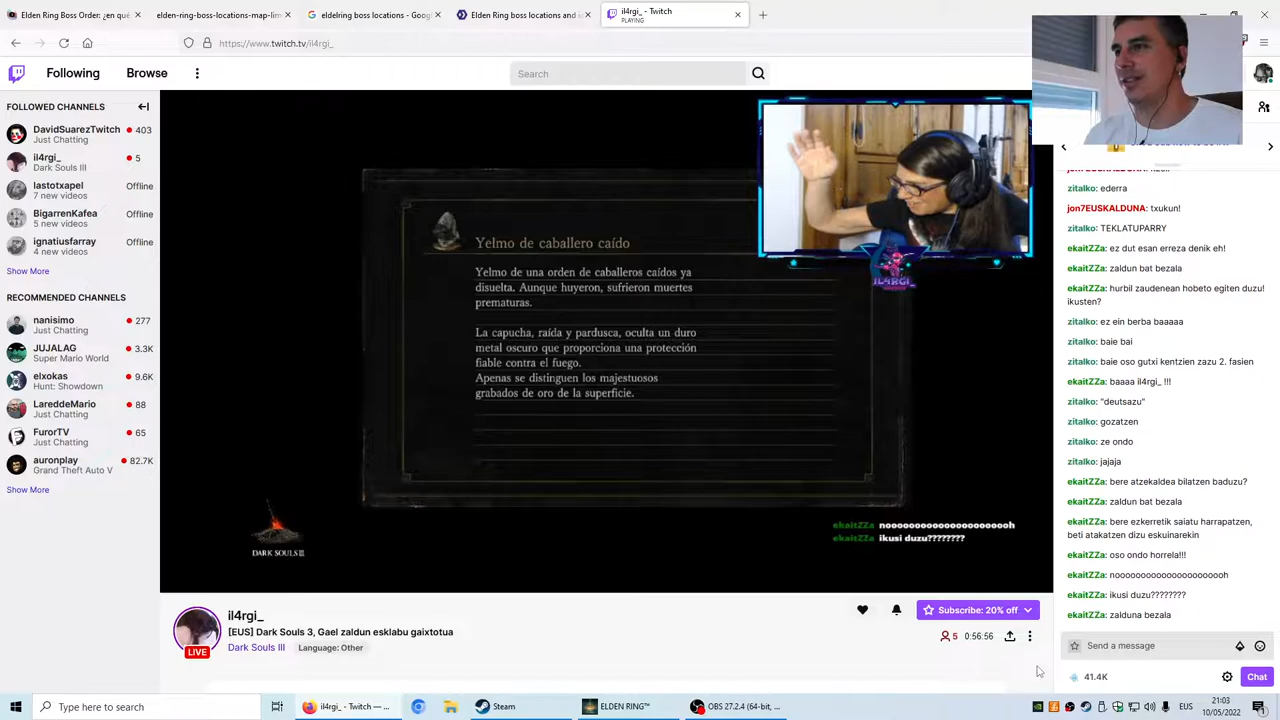 elden-ring-boss
Boss Order: ¿en qué
elden-ring boss locations and
eldelring boss locations and
elden-ring boss locations and
il4rgi_ - Twitch
PLAYING
https://www.twitch.tv/il4rgi_
Following
Browse
Search
FOLLOWED CHANNELS
DavidSuarezTwitch
403
Just Chatting
il4rgi_
5
Dark Souls III
lastotxapel
Offline
7 new videos
BigarrenKafea
Offline
5 new videos
ignatiusfarray
Offline
4 new videos
Show More
RECOMMENDED CHANNELS
nanisimo
277
Just Chatting
JUJALAG
3.3K
Super Mario World
elxokas
9.6K
Hunt: Showdown
LareddeMario
88
Just Chatting
FurorTV
65
Just Chatting
auronplay
82.7K
Grand Theft Auto V
Show More
Yelmo de caballero caído
Yelmo de una orden de caballeros caídos ya
disuelta. Aunque huyeron, sufrieron muertes
prematuras.
La capucha, raída y pardusca, oculta un duro
metal oscuro que proporciona una protección
fiable contra el fuego.
Apenas se distinguen los majestuosos
grabados de oro de la superficie.
IL4RGI_
DARK SOULS III
ekaitZZa nooooooooooooooooooooh
ekaitZZa ikusi duzu????????
il4rgi_
[EUS] Dark Souls 3, Gael zaldun esklabu gaixtotua
Dark Souls III
Language: Other
LIVE
Subscribe: 20% off
5
0:56:56
zitalko: ederra
jon7EUSKALDUNA: txukun!
zitalko: TEKLATUPARRY
ekaitZZa: ez dut esan erreza denik eh!
ekaitZZa: zaldun bat bezala
ekaitZZa: hurbil zaudenean hobeto egiten duzu!
ikusten?
zitalko: ez ein berba baaaaa
zitalko: baie bai
zitalko: baie oso gutxi kentzien zazu 2. fasien
ekaitZZa: baaaa il4rgi_ !!!
zitalko: "deutsazu"
zitalko: gozatzen
zitalko: ze ondo
zitalko: jajaja
ekaitZZa: bere atzekaldea bilatzen baduzu?
ekaitZZa: zaldun bat bezala
ekaitZZa: bere ezkerretik saiatu harrapatzen,
beti atakatzen dizu eskuinarekin
ekaitZZa: oso ondo horrela!!!
ekaitZZa: nooooooooooooooooooooh
ekaitZZa: ikusi duzu????????
ekaitZZa: zalduna bezala
Send a message
41.4K
Chat
Type here to search
il4rgi_ — Twitch — ...
Steam
ELDEN RING™
OBS 27.2.4 (64-bit, ...
EUS
21:03
10/05/2022